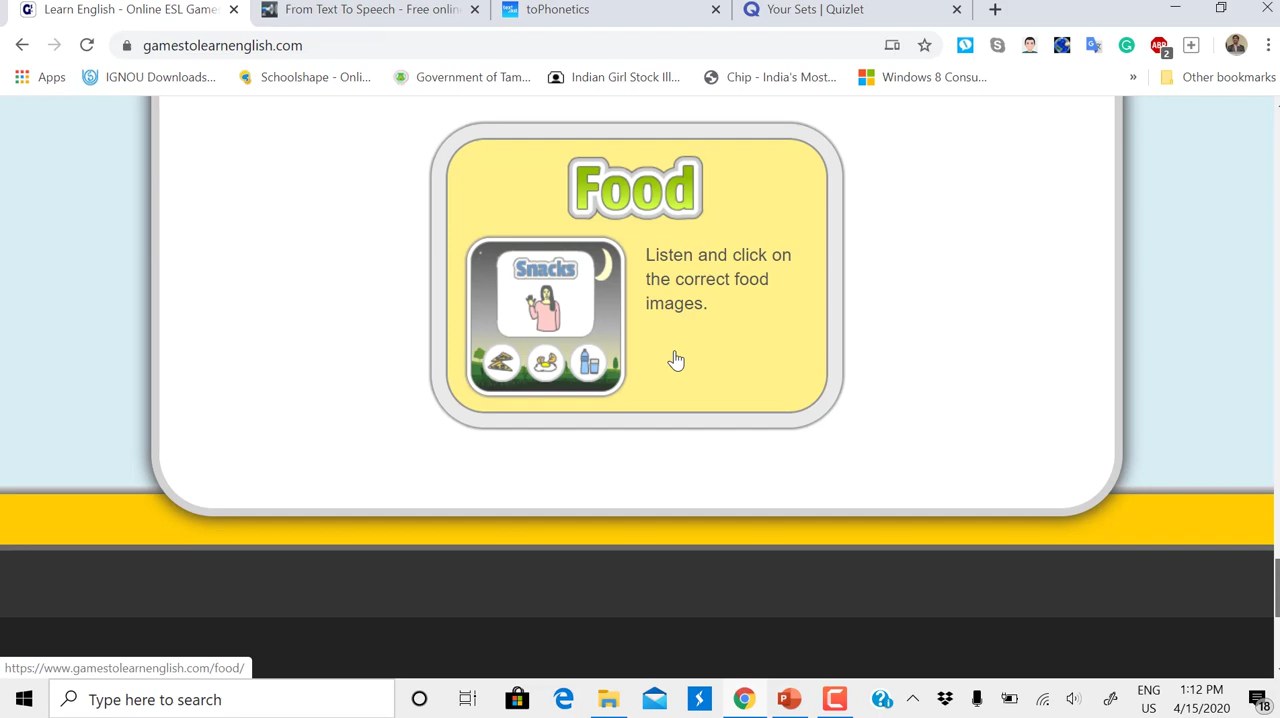 Learn English - Online ESL Game
From Text To Speech - Free onlin
toPhonetics
Your Sets | Quizlet
gamestolearnenglish.com
ABP
2
Apps
IGNOU Downloads...
Schoolshape - Onli...
Government of Tam...
Indian Girl Stock Ill...
Chip - India's Most...
Windows 8 Consu...
»
Other bookmarks
Food
Snacks
Listen and click on
the correct food
images.
https://www.gamestolearnenglish.com/food/
Type here to search
ENG
US
1:12 PM
4/15/2020
18